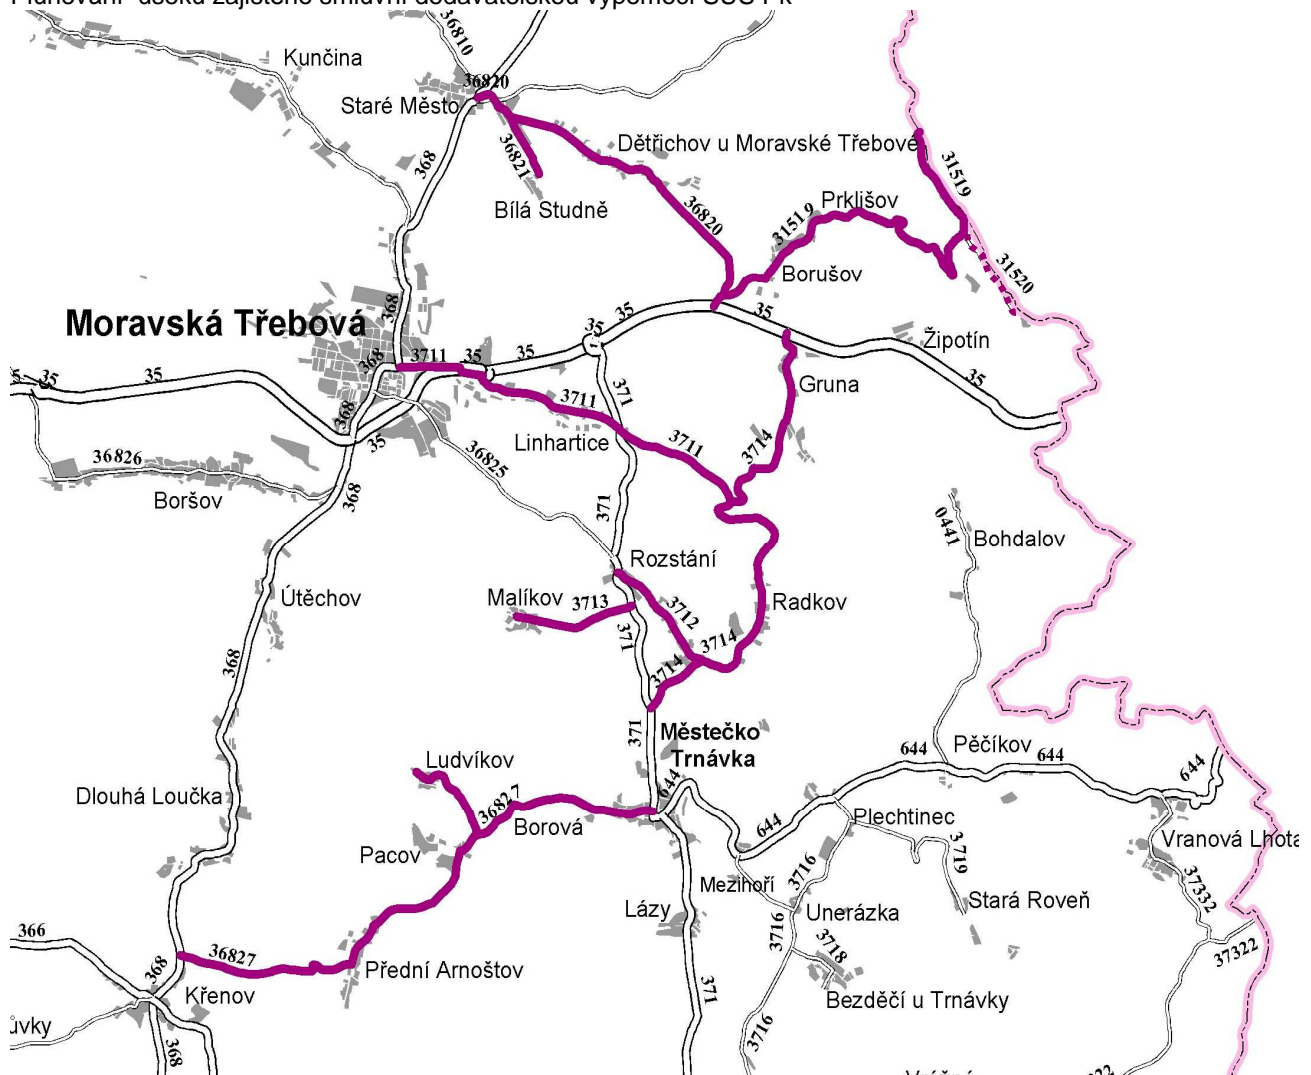 36810
Kunčina
36820
Staré Město
368
36821
Dětřichov u Moravské Třebové
31519
Bílá Studně
36820
Prklišov
31519
Borušov
31520
368
Moravská Třebová
35
35
35
35
Žipotín
368
3711
35
35
35
35
35
35
371
Gruna
368
3711
35
Linhartice
3711
3714
36826
36825
Boršov
368
371
0441
Bohdalov
Rozstání
Útěchov
Malíkov
3713
3712
Radkov
371
3714
368
3714
371
Městečko
Trnávka
Pěčíkov
644
644
644
Ludvíkov
644
Dlouhá Loučka
36827
Borová
644
Plechtinec
Vranová Lhota
Pacov
3719
3716
Mezihoří
37332
Stará Roveň
Lázy
Unerázka
366
3716
36827
3718
37322
368
Přední Arnoštov
371
Křenov
Bezděčí u Trnávky
3716
368